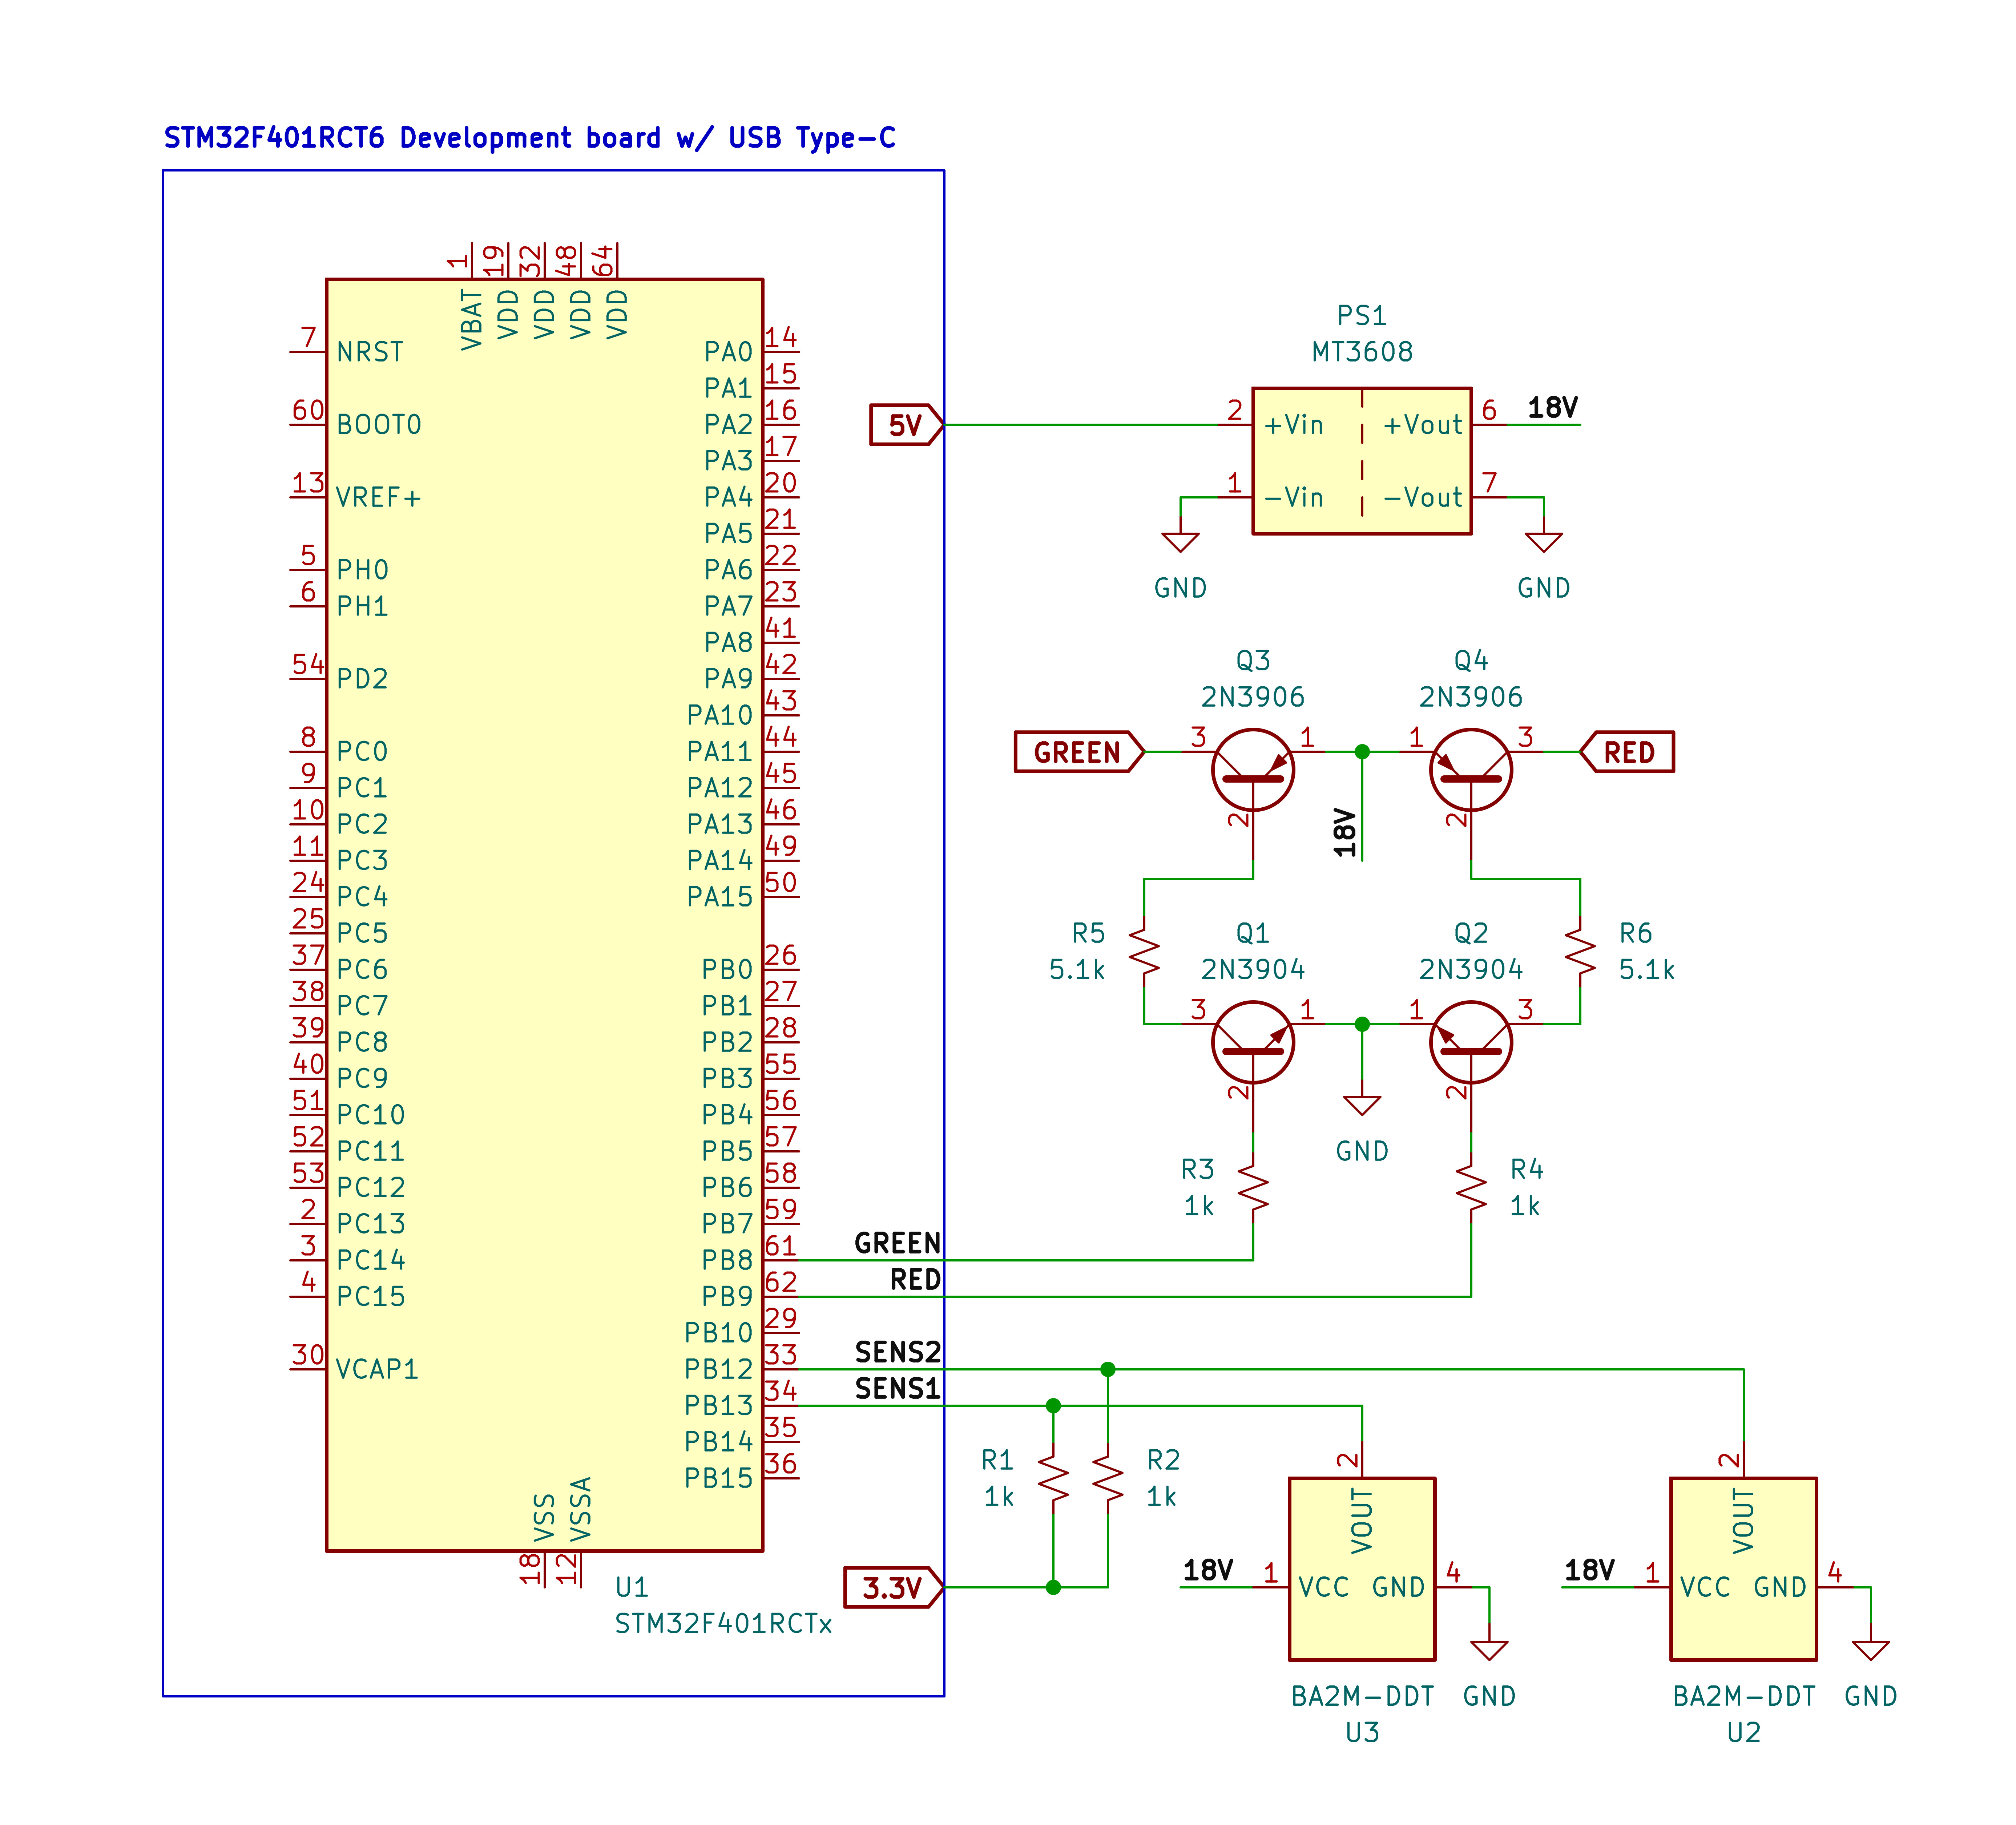 STM32F401RCT6 Development board w/ USB Type-C
1
19
32
48
64
VBAT
VDD
VDD
VDD
VDD
7 NRST
60 BOOT0
13 VREF+
5 PH0
6 PH1
54 PD2
8 PC0
9 PC1
10 PC2
11 PC3
24 PC4
25 PC5
37 PC6
38 PC7
39 PC8
40 PC9
51 PC10
52 PC11
53 PC12
2 PC13
3 PC14
4 PC15
30 VCAP1
PA0 14
PA1 15
PA2 16
PA3 17
PA4 20
PA5 21
PA6 22
PA7 23
PA8 41
PA9 42
PA10 43
PA11 44
PA12 45
PA13 46
PA14 49
PA15 50
PB0 26
PB1 27
PB2 28
PB3 55
PB4 56
PB5 57
PB6 58
PB7 59
PB8 61
PB9 62
PB10 29
PB12 33
PB13 34
PB14 35
PB15 36
VSS
VSSA
18
12
U1
STM32F401RCTx
5V
GREEN
RED
SENS2
SENS1
3.3V
PS1
MT3608
2 +Vin +Vout 6
18V
1 -Vin -Vout 7
GND
GND
Q3
2N3906
Q4
2N3906
GREEN
3
1
2
1
3
2
RED
18V
R5
5.1k
Q1
2N3904
Q2
2N3904
R6
5.1k
3
1
2
1
3
2
GND
R3
1k
R4
1k
R1
1k
R2
1k
2
VOUT
18V
1 VCC GND 4
BA2M-DDT
U3
GND
2
VOUT
18V
1 VCC GND 4
BA2M-DDT
U2
GND